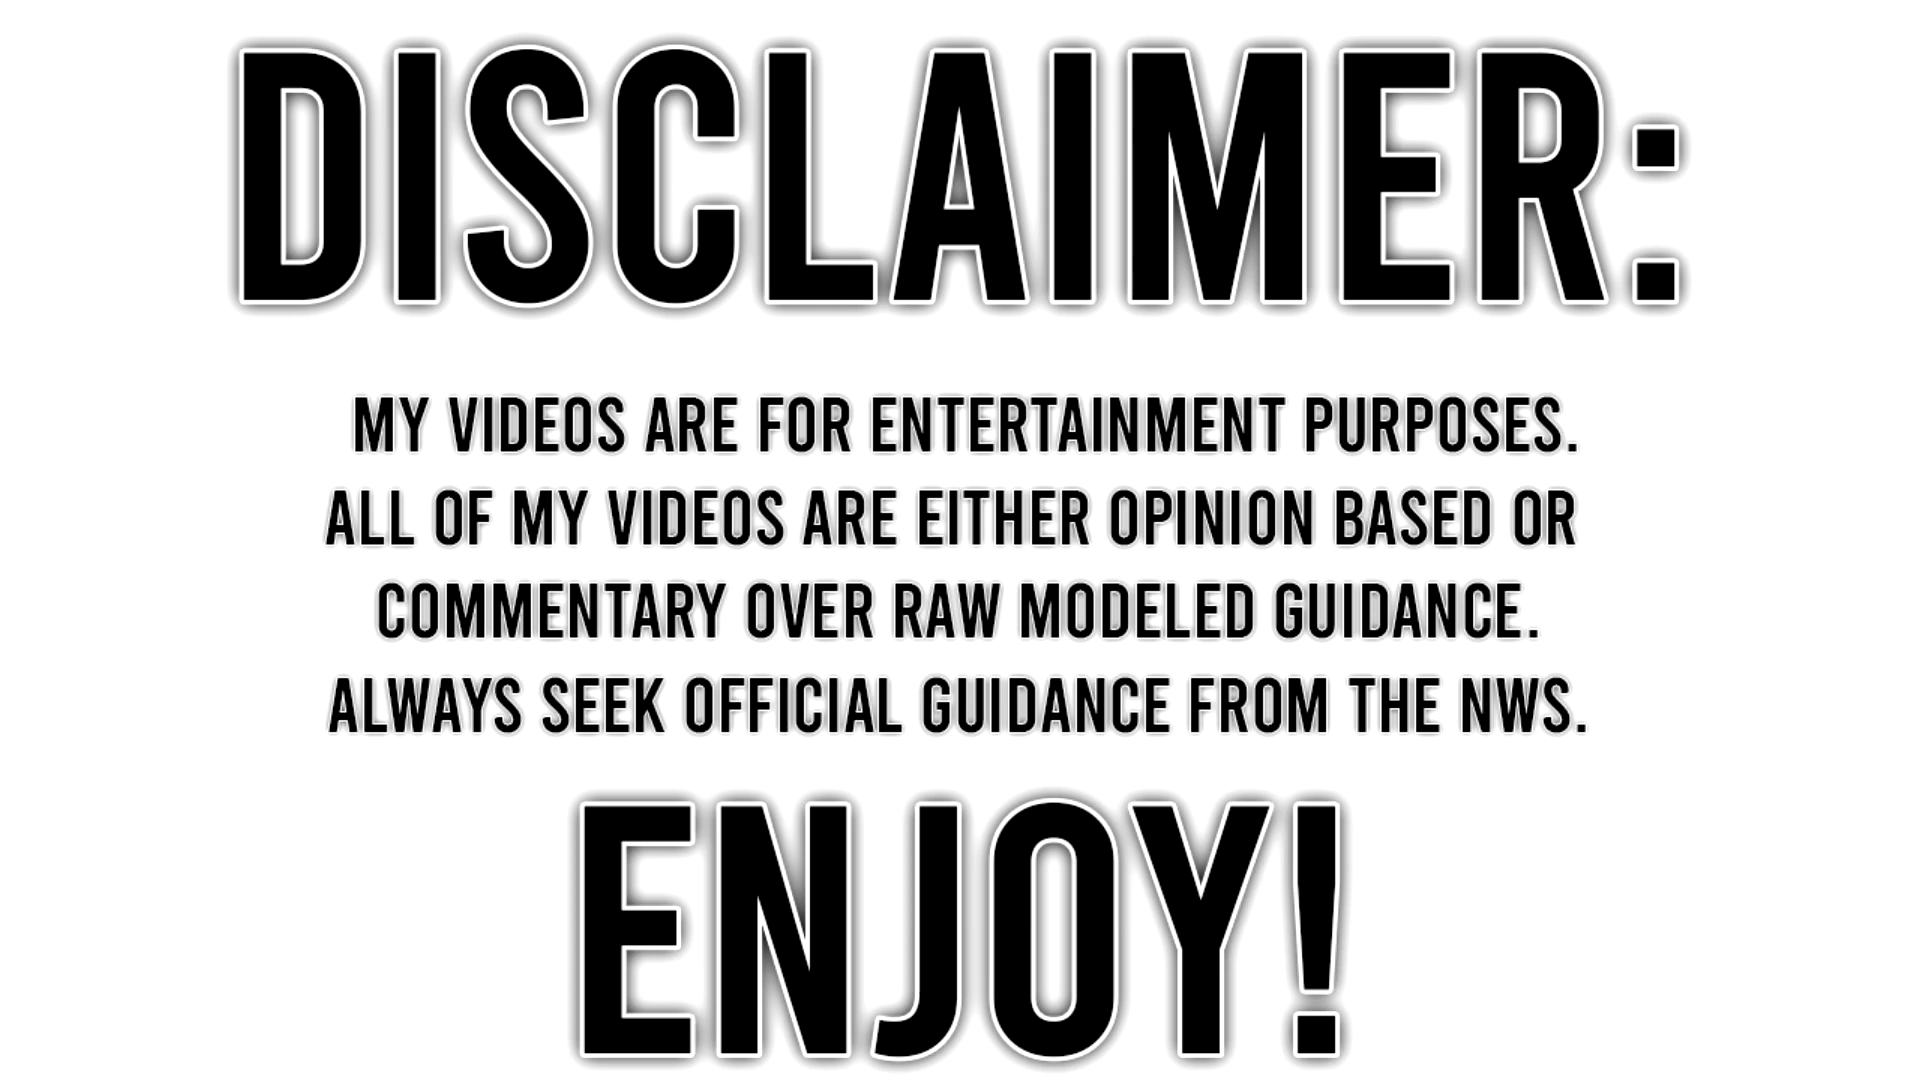 DISCLAIMER:
MY VIDEOS ARE FOR ENTERTAINMENT PURPOSES.
ALL OF MY VIDEOS ARE EITHER OPINION BASED OR
COMMENTARY OVER RAW MODELED GUIDANCE.
ALWAYS SEEK OFFICIAL GUIDANCE FROM THE NWS.
ENJOY!